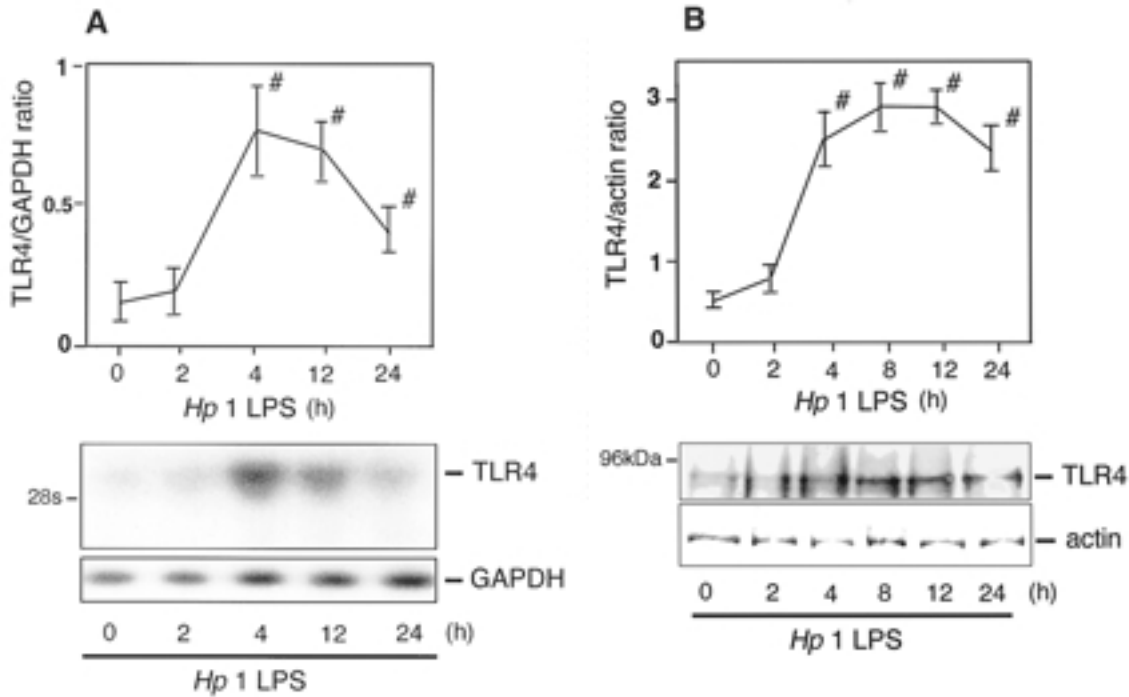 A
TLR4/GAPDH ratio
1
0.5
0
#
#
#
0 2 4 12 24
Hp 1 LPS (h)
28s
TLR4
GAPDH
0 2 4 12 24 (h)
Hp 1 LPS
B
TLR4/actin ratio
3
2
1
0
#
#
#
#
0 2 4 8 12 24
Hp 1 LPS (h)
96kDa
TLR4
actin
0 2 4 8 12 24 (h)
Hp 1 LPS